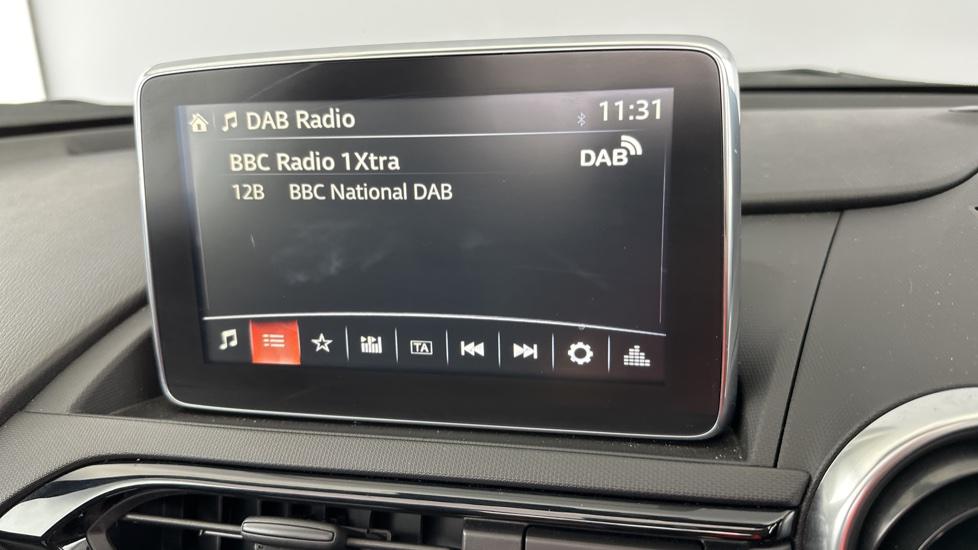 DAB Radio 11:31
BBC Radio 1Xtra DAB
12B BBC National DAB
TA